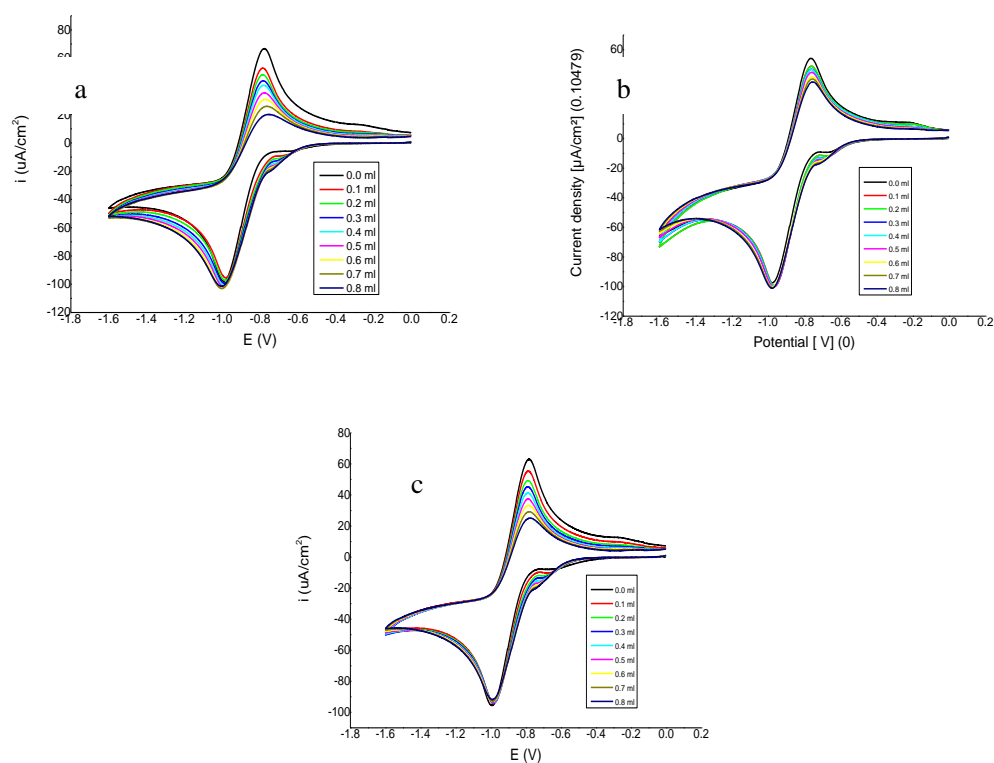 80
60
20
0
-20
-40
-60
-80
-100
-120
-1.8 -1.6 -1.4 -1.2 -1.0 -0.8 -0.6 -0.4 -0.2 0.0 0.2
i (uA/cm²)
E (V)
a
0.0 ml
0.1 ml
0.2 ml
0.3 ml
0.4 ml
0.5 ml
0.6 ml
0.7 ml
0.8 ml
60
20
0
-20
-40
-60
-80
-100
-120
-1.8 -1.6 -1.4 -1.2 -1.0 -0.8 -0.6 -0.4 -0.2 0.0 0.2
Current density [µA/cm²] (0.10479)
Potential [ V] (0)
b
0.0 ml
0.1 ml
0.2 ml
0.3 ml
0.4 ml
0.5 ml
0.6 ml
0.7 ml
0.8 ml
80
60
40
20
0
-20
-40
-60
-80
-100
-1.8 -1.6 -1.4 -1.2 -1.0 -0.8 -0.6 -0.4 -0.2 0.0 0.2
i (uA/cm²)
E (V)
c
0.0 ml
0.1 ml
0.2 ml
0.3 ml
0.4 ml
0.5 ml
0.6 ml
0.7 ml
0.8 ml